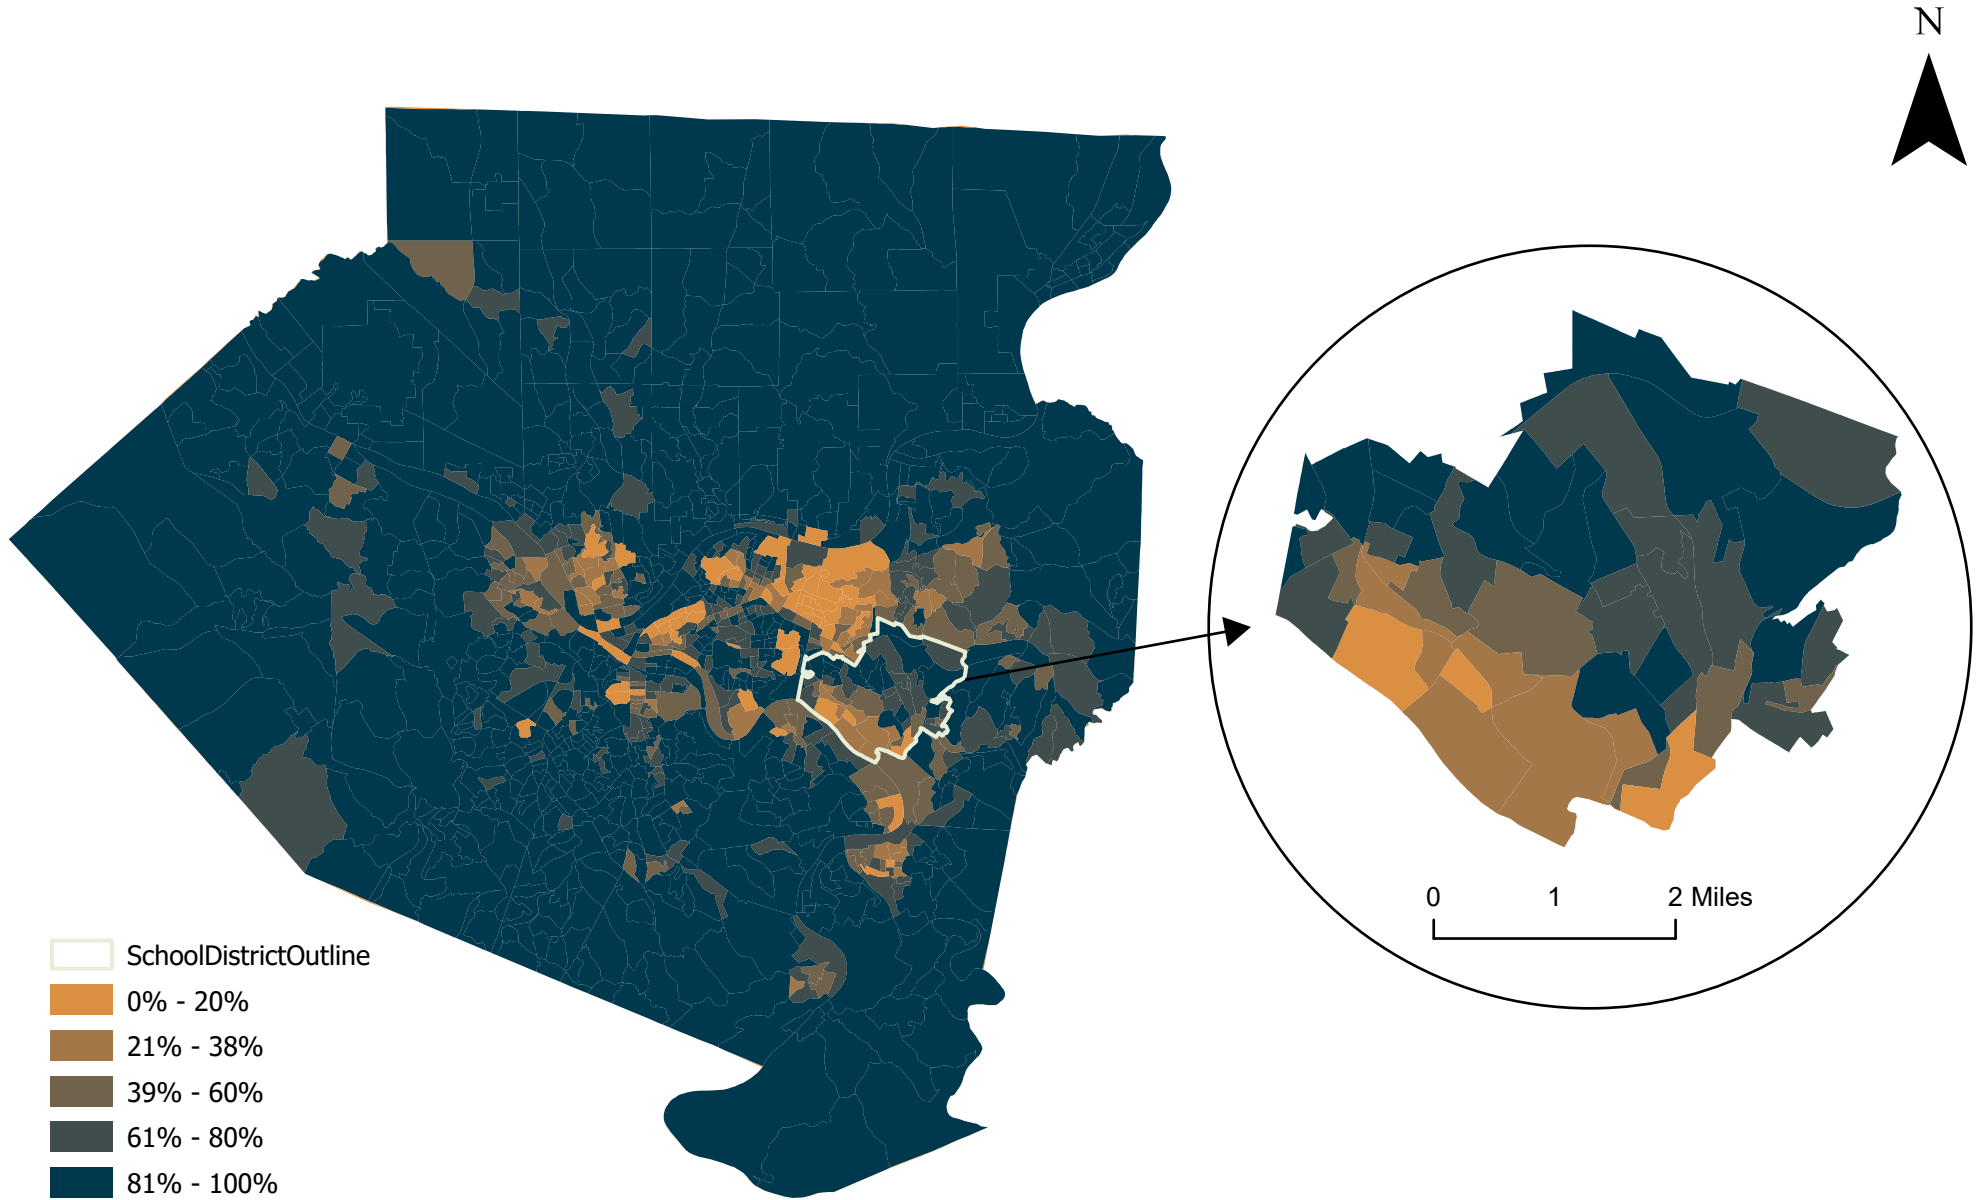 N
0 1 2 Miles
SchoolDistrictOutline
0% - 20%
21% - 38%
39% - 60%
61% - 80%
81% - 100%